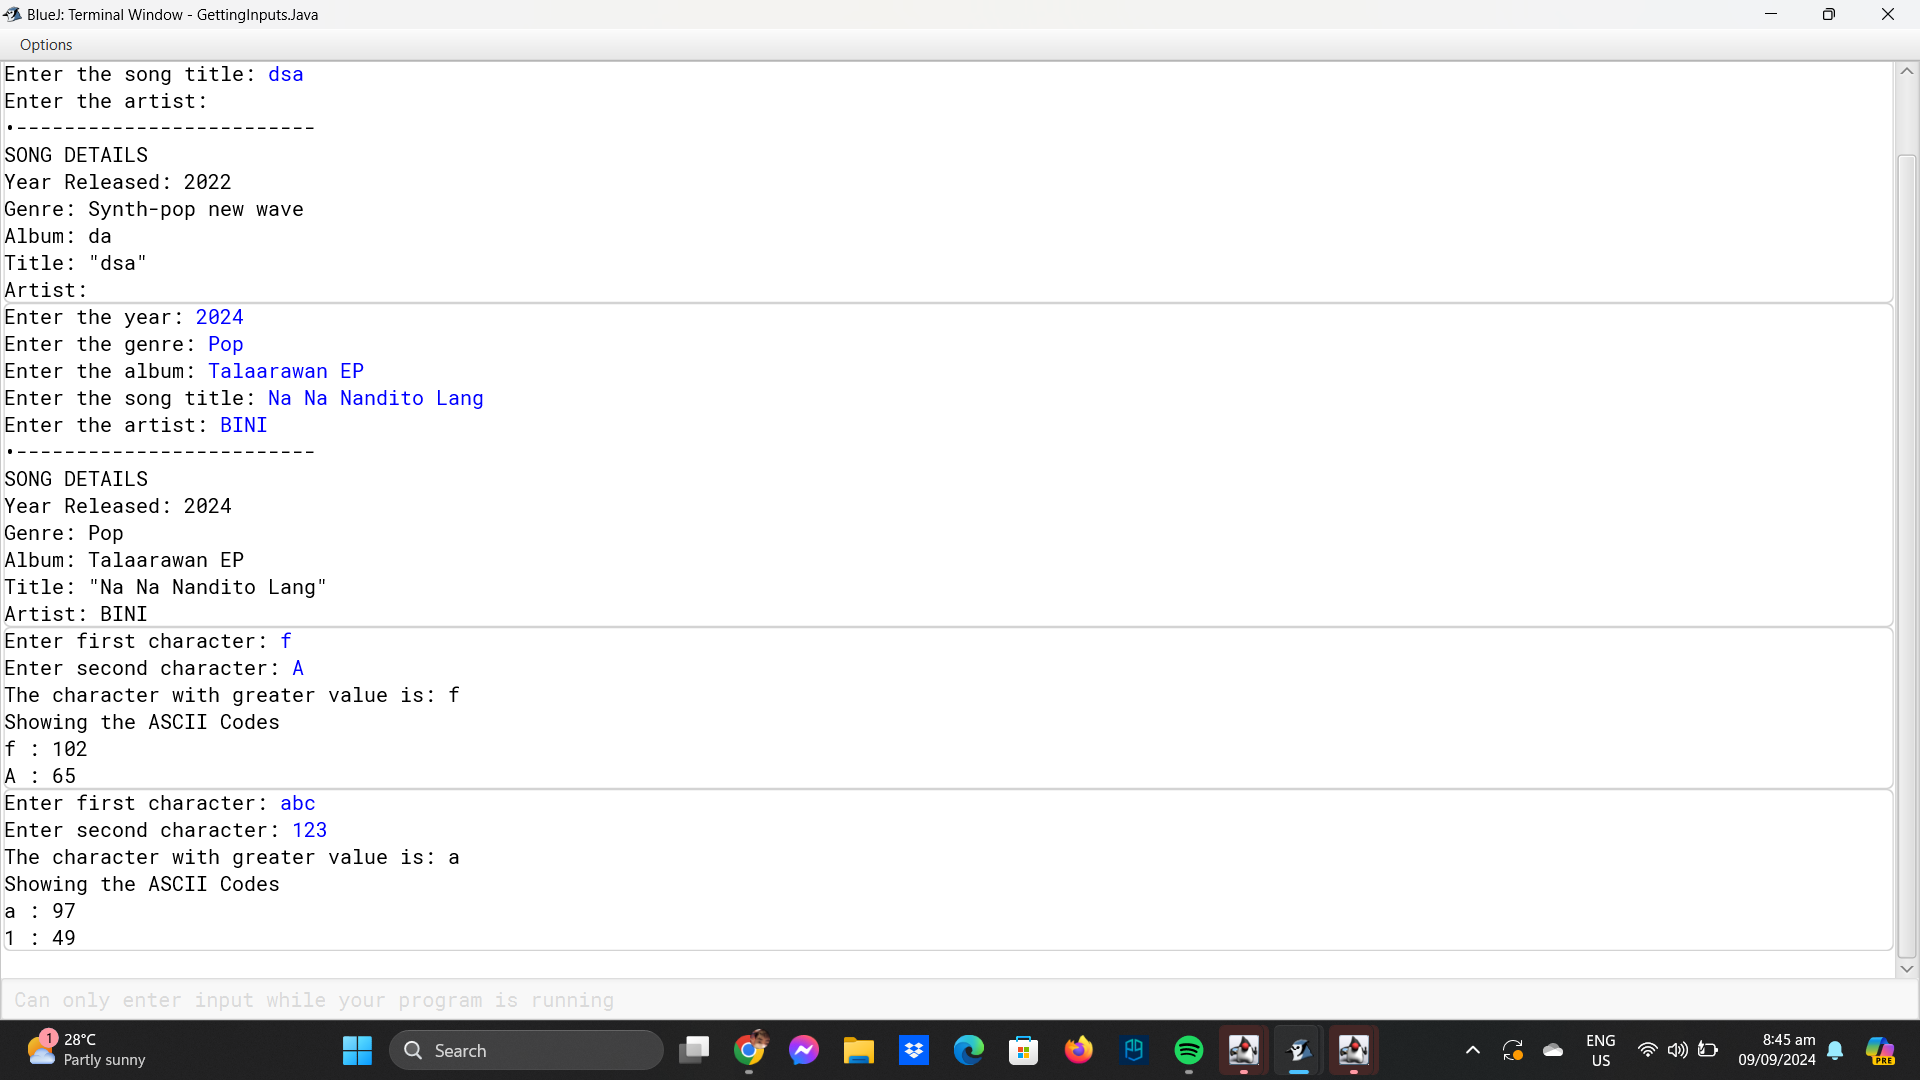 BlueJ: Terminal Window - GettingInputs.Java
Options
Enter the song title: dsa
Enter the artist:
•-------------------------
SONG DETAILS
Year Released: 2022
Genre: Synth-pop new wave
Album: da
Title: "dsa"
Artist:
Enter the year: 2024
Enter the genre: Pop
Enter the album: Talaarawan EP
Enter the song title: Na Na Nandito Lang
Enter the artist: BINI
•-------------------------
SONG DETAILS
Year Released: 2024
Genre: Pop
Album: Talaarawan EP
Title: "Na Na Nandito Lang"
Artist: BINI
Enter first character: f
Enter second character: A
The character with greater value is: f
Showing the ASCII Codes
f : 102
A : 65
Enter first character: abc
Enter second character: 123
The character with greater value is: a
Showing the ASCII Codes
a : 97
1 : 49
Can only enter input while your program is running
1
28°C
Partly sunny
Search
ENG
US
8:45 am
09/09/2024
PRE